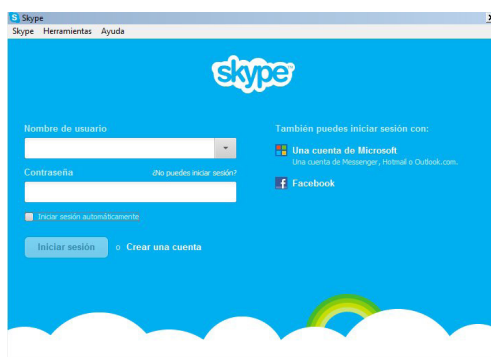 Skype
Skype Herramientas Ayuda
skype
Nombre de usuario
Contraseña
¿No puedes iniciar sesión?
Iniciar sesión automáticamente
Iniciar sesión o Crear una cuenta
También puedes iniciar sesión con:
Una cuenta de Microsoft
Una cuenta de Messenger, Hotmail o Outlook.com.
Facebook